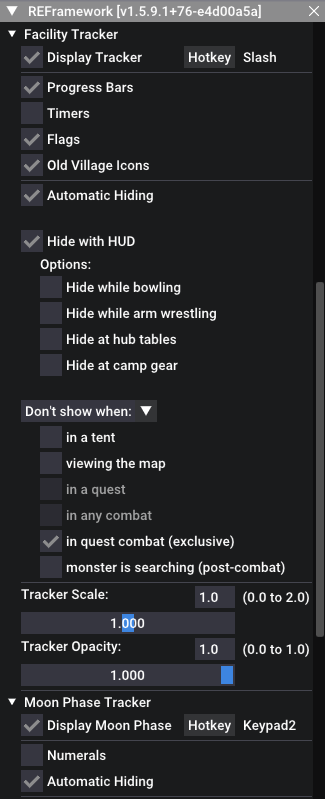 REFramework [v1.5.9.1+76-e4d00a5a]
Facility Tracker
Display Tracker Hotkey Slash
Progress Bars
Timers
Flags
Old Village Icons
Automatic Hiding
Hide with HUD
Options:
Hide while bowling
Hide while arm wrestling
Hide at hub tables
Hide at camp gear
Don't show when:
in a tent
viewing the map
in a quest
in any combat
in quest combat (exclusive)
monster is searching (post-combat)
Tracker Scale: 1.0 (0.0 to 2.0)
1.000
Tracker Opacity: 1.0 (0.0 to 1.0)
1.000
Moon Phase Tracker
Display Moon Phase Hotkey Keypad2
Numerals
Automatic Hiding